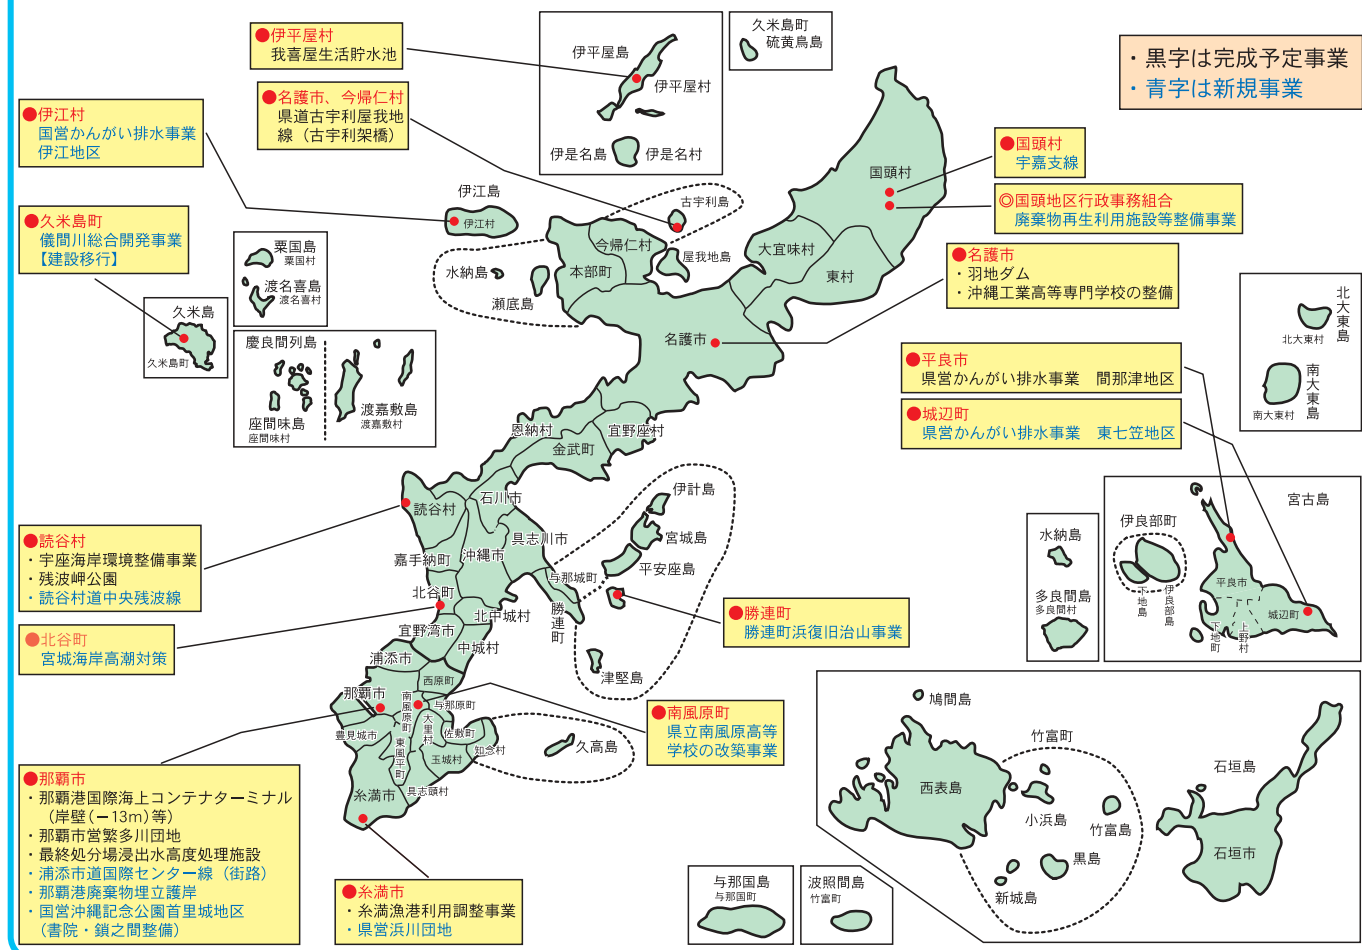 ・黒字は完成予定事業
・青字は新規事業
●伊平屋村
我喜屋生活貯水池
●名護市、今帰仁村
県道古宇利屋我地
線（古宇利架橋）
●伊江村
国営かんがい排水事業
伊江地区
●久米島町
儀間川総合開発事業
【建設移行】
●国頭村
宇嘉支線
◎国頭地区行政事務組合
廃棄物再生利用施設等整備事業
●名護市
・羽地ダム
・沖縄工業高等専門学校の整備
●平良市
県営かんがい排水事業　間那津地区
●城辺町
県営かんがい排水事業　東七笠地区
●読谷村
・宇座海岸環境整備事業
・残波岬公園
・読谷村道中央残波線
●北谷町
宮城海岸高潮対策
●勝連町
勝連町浜復旧治山事業
●南風原町
県立南風原高等
学校の改築事業
●那覇市
・那覇港国際海上コンテナターミナル
（岸壁（−13m）等）
・那覇市営繁多川団地
・最終処分場浸出水高度処理施設
・浦添市道国際センター線（街路）
・那覇港廃棄物埋立護岸
・国営沖縄記念公園首里城地区
（書院・鎖之間整備）
●糸満市
・糸満漁港利用調整事業
・県営浜川団地
伊平屋島
伊平屋村
伊是名島
伊是名村
久米島町
硫黄鳥島
伊江島
伊江村
古宇利島
今帰仁村
屋我地島
本部町
水納島
瀬底島
国頭村
大宜味村
東村
名護市
粟国島
粟国村
渡名喜島
渡名喜村
久米島
久米島町
慶良間列島
座間味島
座間味村
渡嘉敷島
渡嘉敷村
北大東島
北大東村
南大東島
南大東村
恩納村
宜野座村
金武町
石川市
読谷村
具志川市
嘉手納町
沖縄市
与那城町
北谷町
勝連町
北中城村
宜野湾市
中城村
浦添市
西原町
那覇市
南風原町
与那原町
大里村
佐敷町
知念村
豊見城市
東風平町
玉城村
具志頭村
糸満市
伊計島
宮城島
平安座島
津堅島
久高島
宮古島
伊良部町
下地島
伊良部島
平良市
城辺町
下地町
上野村
水納島
多良間島
多良間村
鳩間島
竹富町
西表島
小浜島
竹富島
黒島
新城島
石垣島
石垣市
与那国島
与那国町
波照間島
竹富町